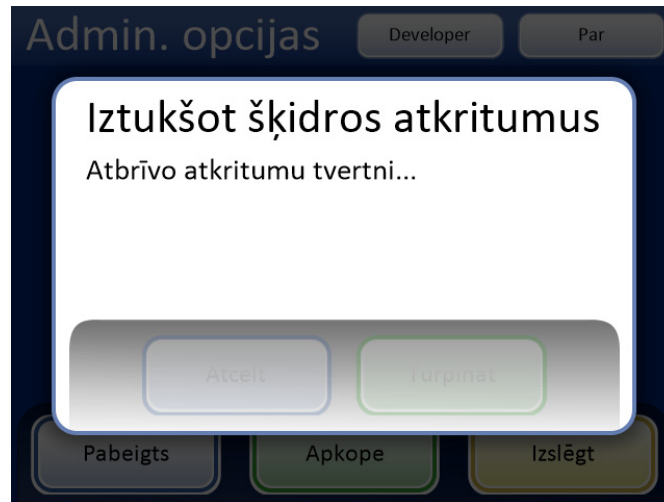 Admin. opcijas
Developer
Par
Iztukšot šķidros atkritumus
Atbrīvo atkritumu tvertni...
Atcelt
Turpināt
Pabeigts
Apkope
Izslēgt